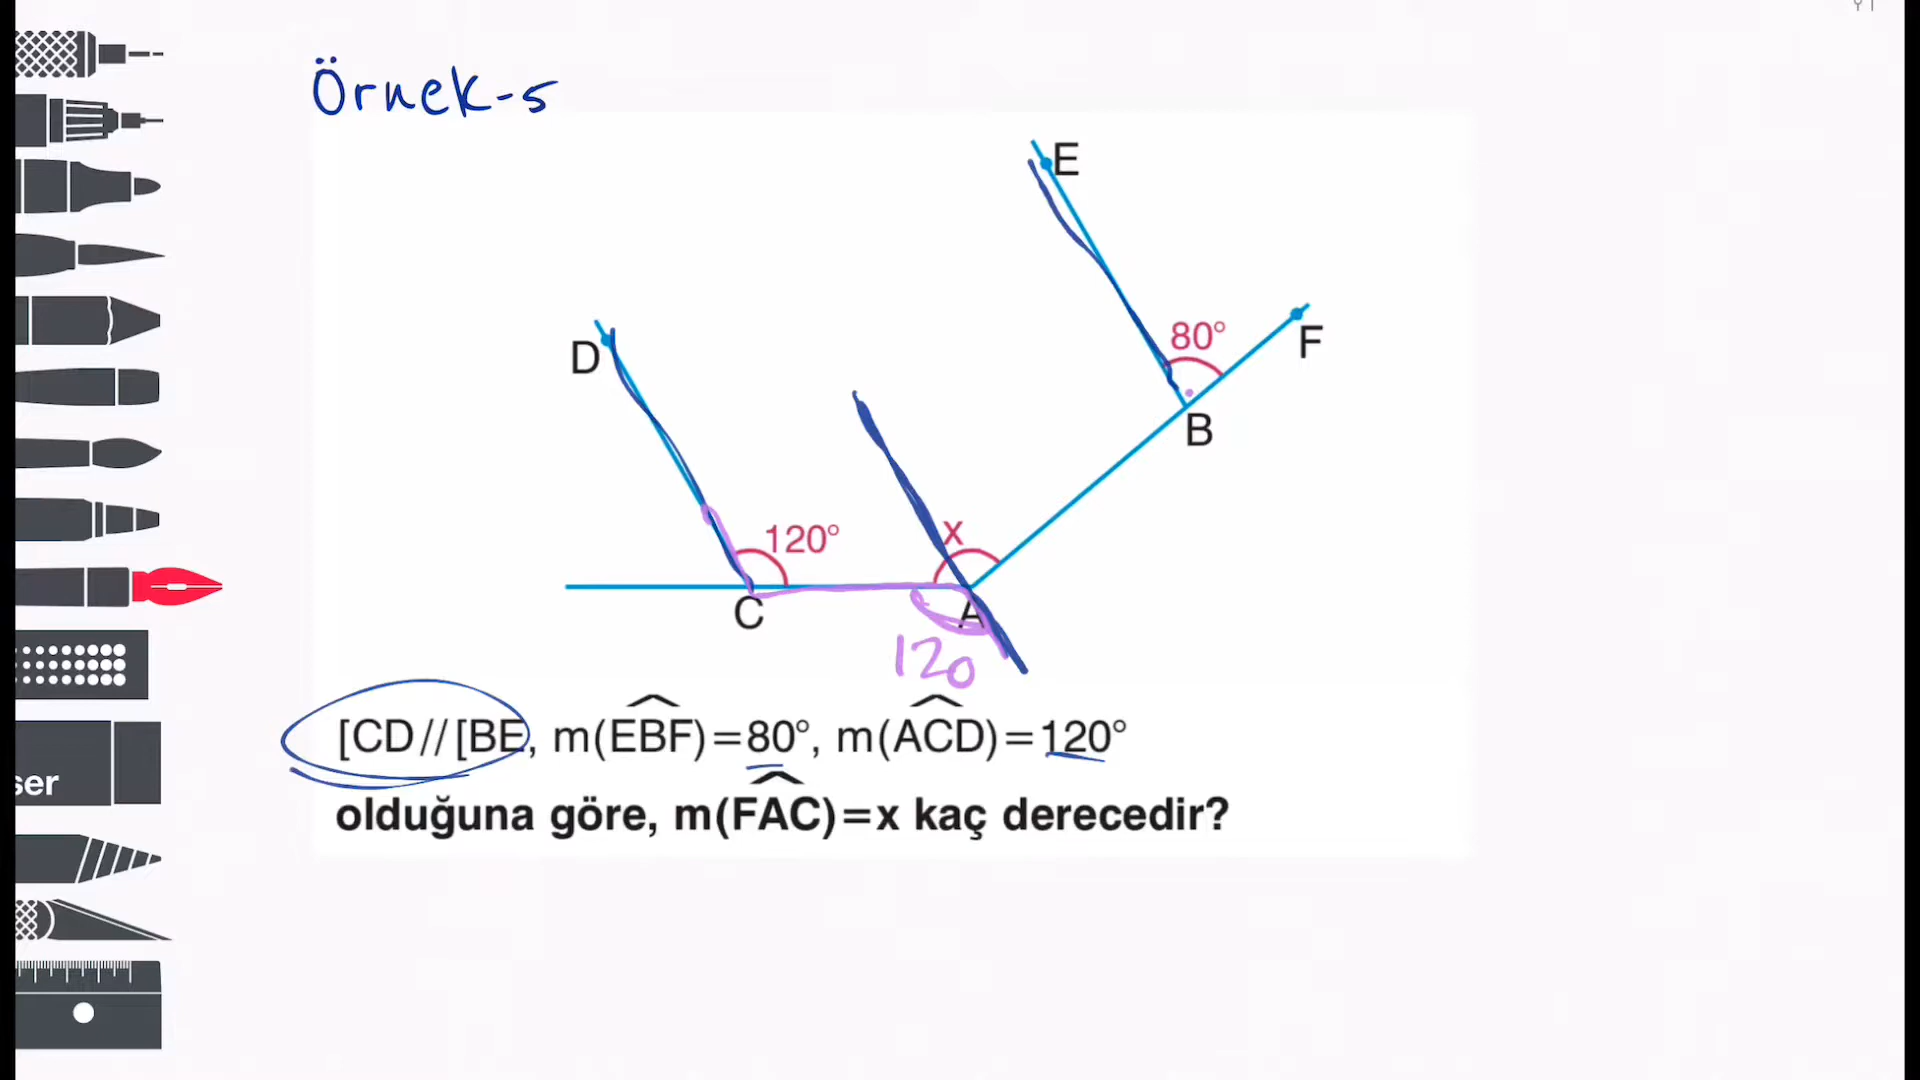 Örnek-5
E
80°
F
D
B
120°
x
C
A
120
[CD // [BE, m(EBF)=80°, m(ACD)=120°
olduğuna göre, m(FAC)=x kaç derecedir?
ser